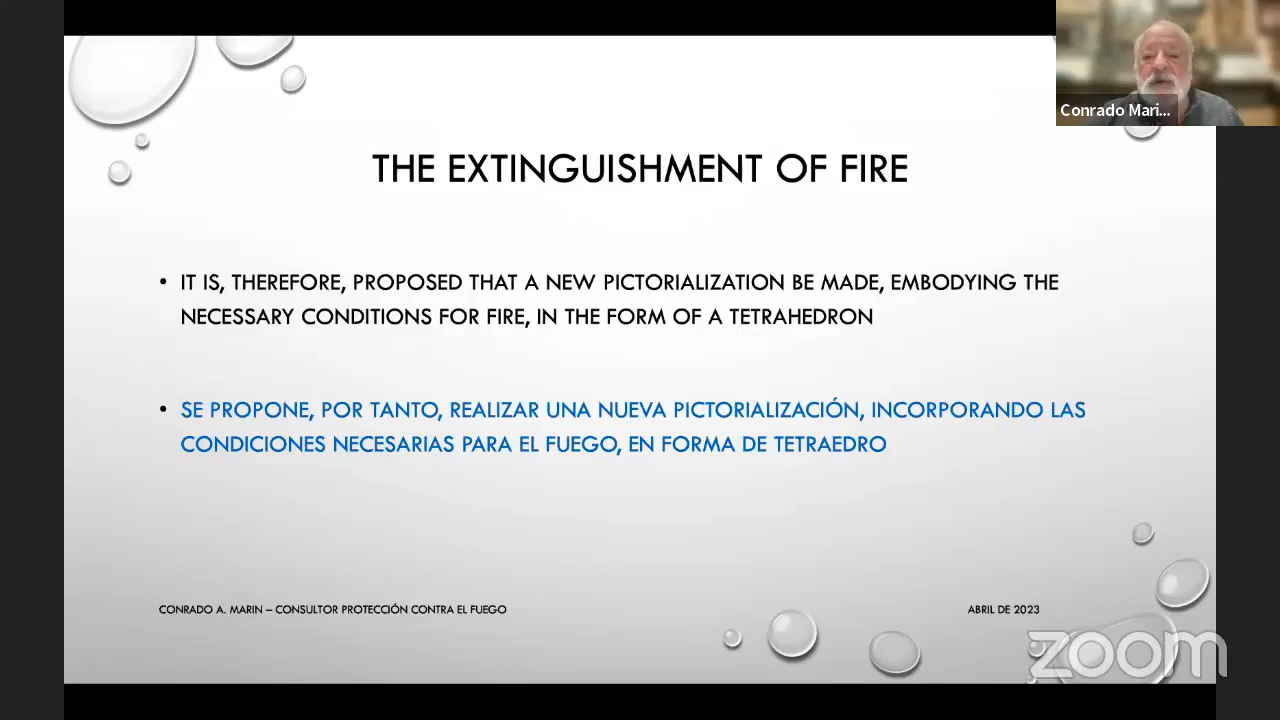 Conrado Mari...
THE EXTINGUISHMENT OF FIRE
• IT IS, THEREFORE, PROPOSED THAT A NEW PICTORIALIZATION BE MADE, EMBODYING THE
NECESSARY CONDITIONS FOR FIRE, IN THE FORM OF A TETRAHEDRON
• SE PROPONE, POR TANTO, REALIZAR UNA NUEVA PICTORIALIZACIÓN, INCORPORANDO LAS
CONDICIONES NECESARIAS PARA EL FUEGO, EN FORMA DE TETRAEDRO
CONRADO A. MARIN – CONSULTOR PROTECCIÓN CONTRA EL FUEGO
ABRIL DE 2023
zoom